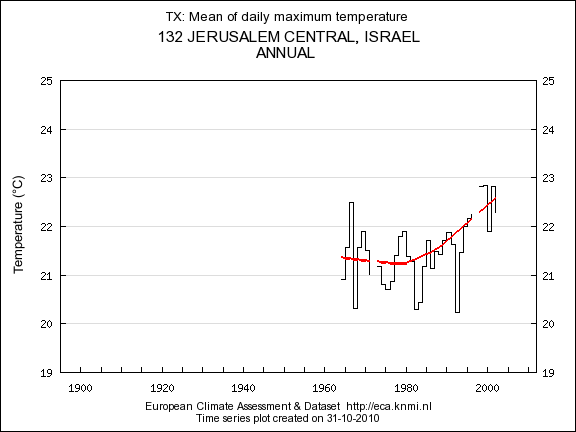 TX: Mean of daily maximum temperature
132 JERUSALEM CENTRAL, ISRAEL
ANNUAL
25 25
24 24
23 23
22 22
21 21
20 20
19 19
Temperature (°C)
1900 1920 1940 1960 1980 2000
European Climate Assessment & Dataset http://eca.knmi.nl
Time series plot created on 31-10-2010